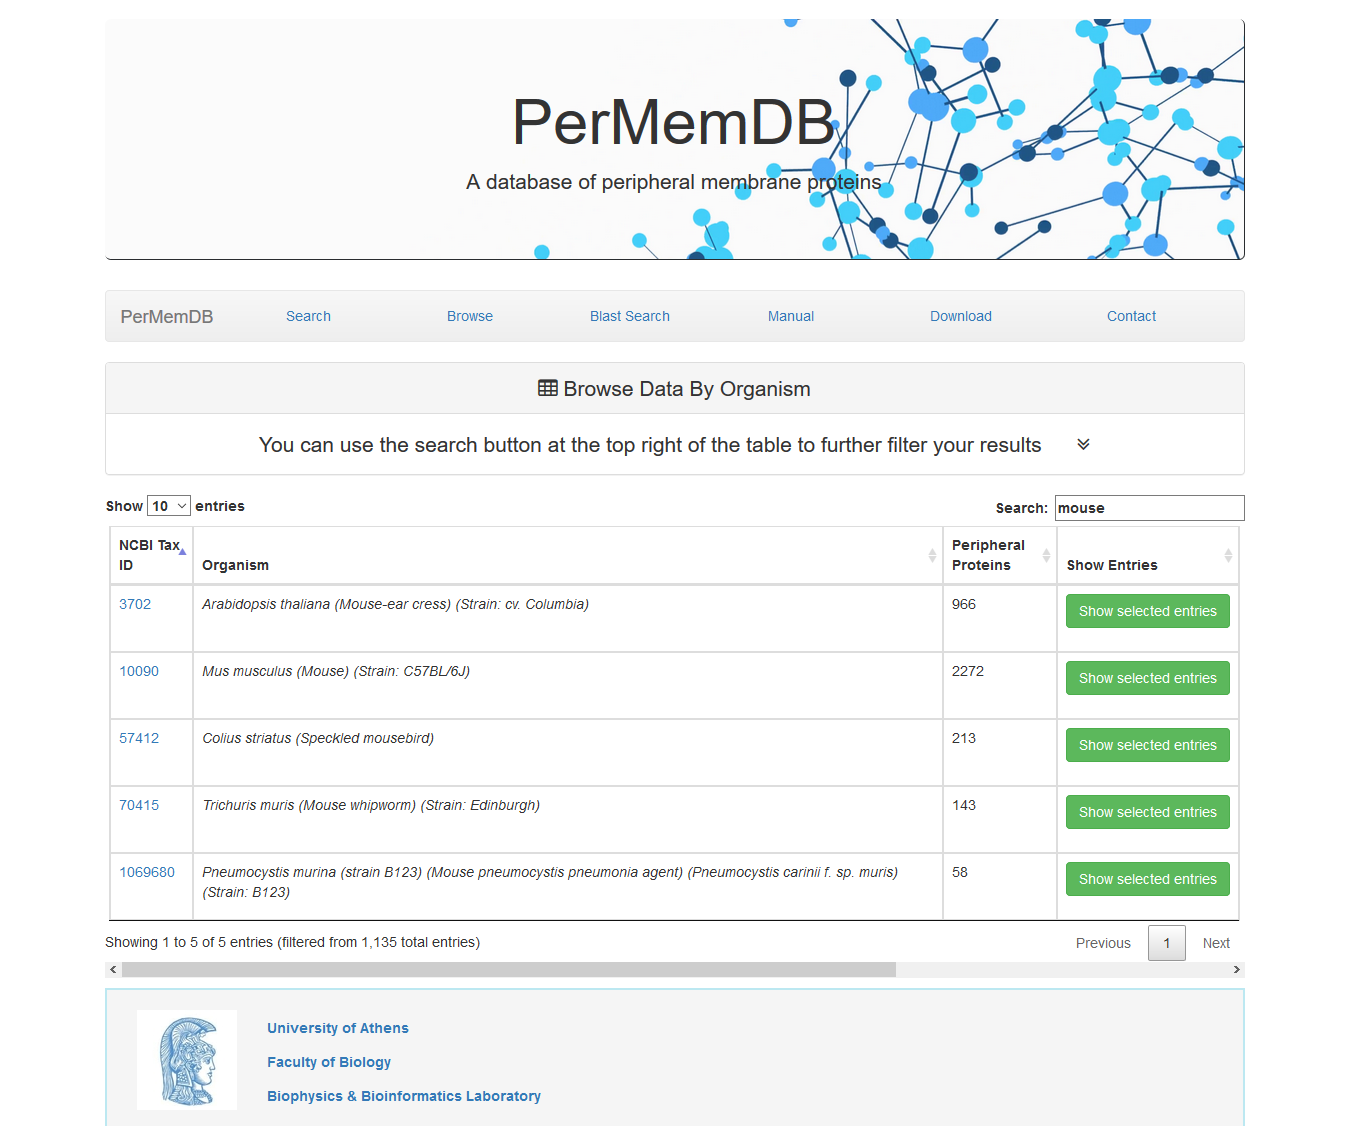 PerMemDB
A database of peripheral membrane proteins
PerMemDB Search Browse Blast Search Manual Download Contact
Browse Data By Organism
You can use the search button at the top right of the table to further filter your results
Show 10 entries Search: mouse
NCBI Tax ID Organism Peripheral Proteins Show Entries
3702 Arabidopsis thaliana (Mouse-ear cress) (Strain: cv. Columbia) 966 Show selected entries
10090 Mus musculus (Mouse) (Strain: C57BL/6J) 2272 Show selected entries
57412 Colius striatus (Speckled mousebird) 213 Show selected entries
70415 Trichuris muris (Mouse whipworm) (Strain: Edinburgh) 143 Show selected entries
1069680 Pneumocystis murina (strain B123) (Mouse pneumocystis pneumonia agent) (Pneumocystis carinii f. sp. muris) 58 Show selected entries
(Strain: B123)
Showing 1 to 5 of 5 entries (filtered from 1,135 total entries) Previous 1 Next
University of Athens
Faculty of Biology
Biophysics & Bioinformatics Laboratory